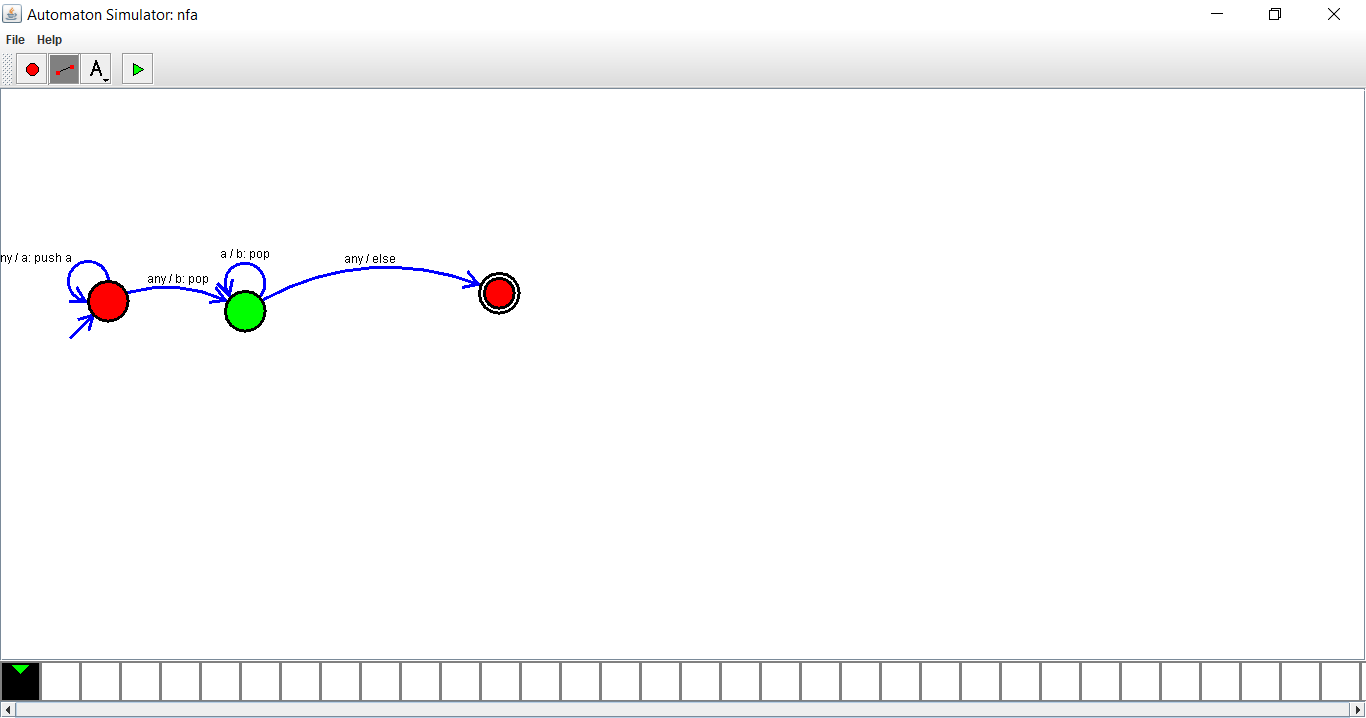 Automaton Simulator: nfa
File Help
A
a / b: pop
ny / a: push a
any / else
any / b: pop